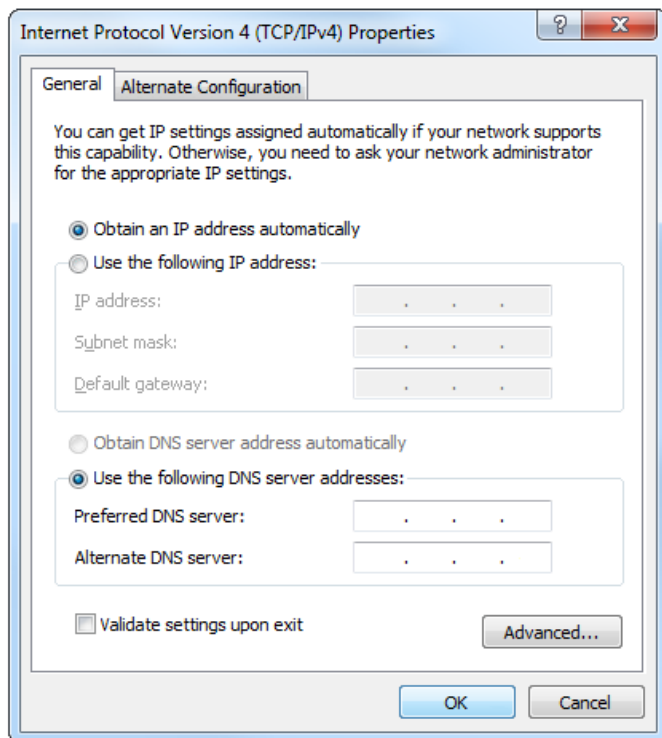 Internet Protocol Version 4 (TCP/IPv4) Properties
?
X
General
Alternate Configuration
You can get IP settings assigned automatically if your network supports
this capability. Otherwise, you need to ask your network administrator
for the appropriate IP settings.
Obtain an IP address automatically
Use the following IP address:
IP address:
. . .
Subnet mask:
. . .
Default gateway:
. . .
Obtain DNS server address automatically
Use the following DNS server addresses:
Preferred DNS server:
. . .
Alternate DNS server:
. . .
Validate settings upon exit
Advanced...
OK
Cancel